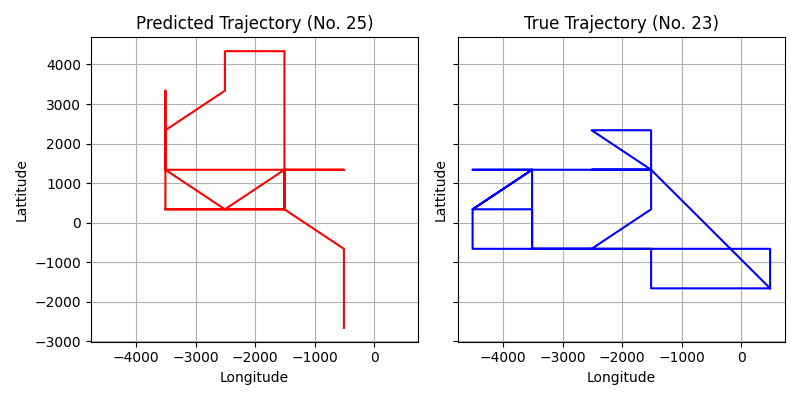 Predicted Trajectory (No. 25)
True Trajectory (No. 23)
Lattitude
4000
3000
2000
1000
0
−1000
−2000
−3000
−4000 −3000 −2000 −1000 0
Longitude
Lattitude
−4000 −3000 −2000 −1000 0
Longitude